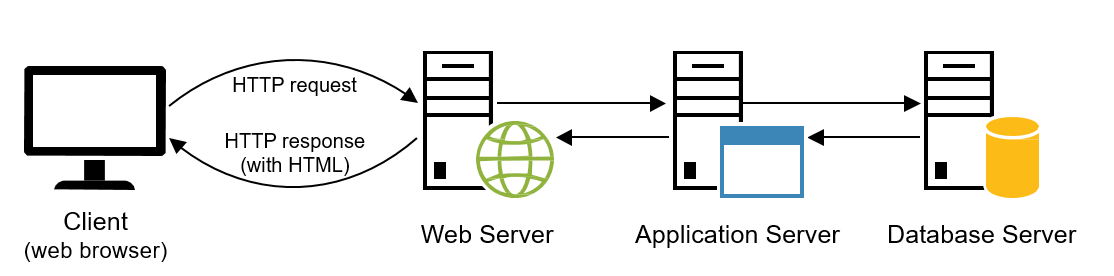 HTTP request
HTTP response
(with HTML)
Client
(web browser)
Web Server
Application Server
Database Server